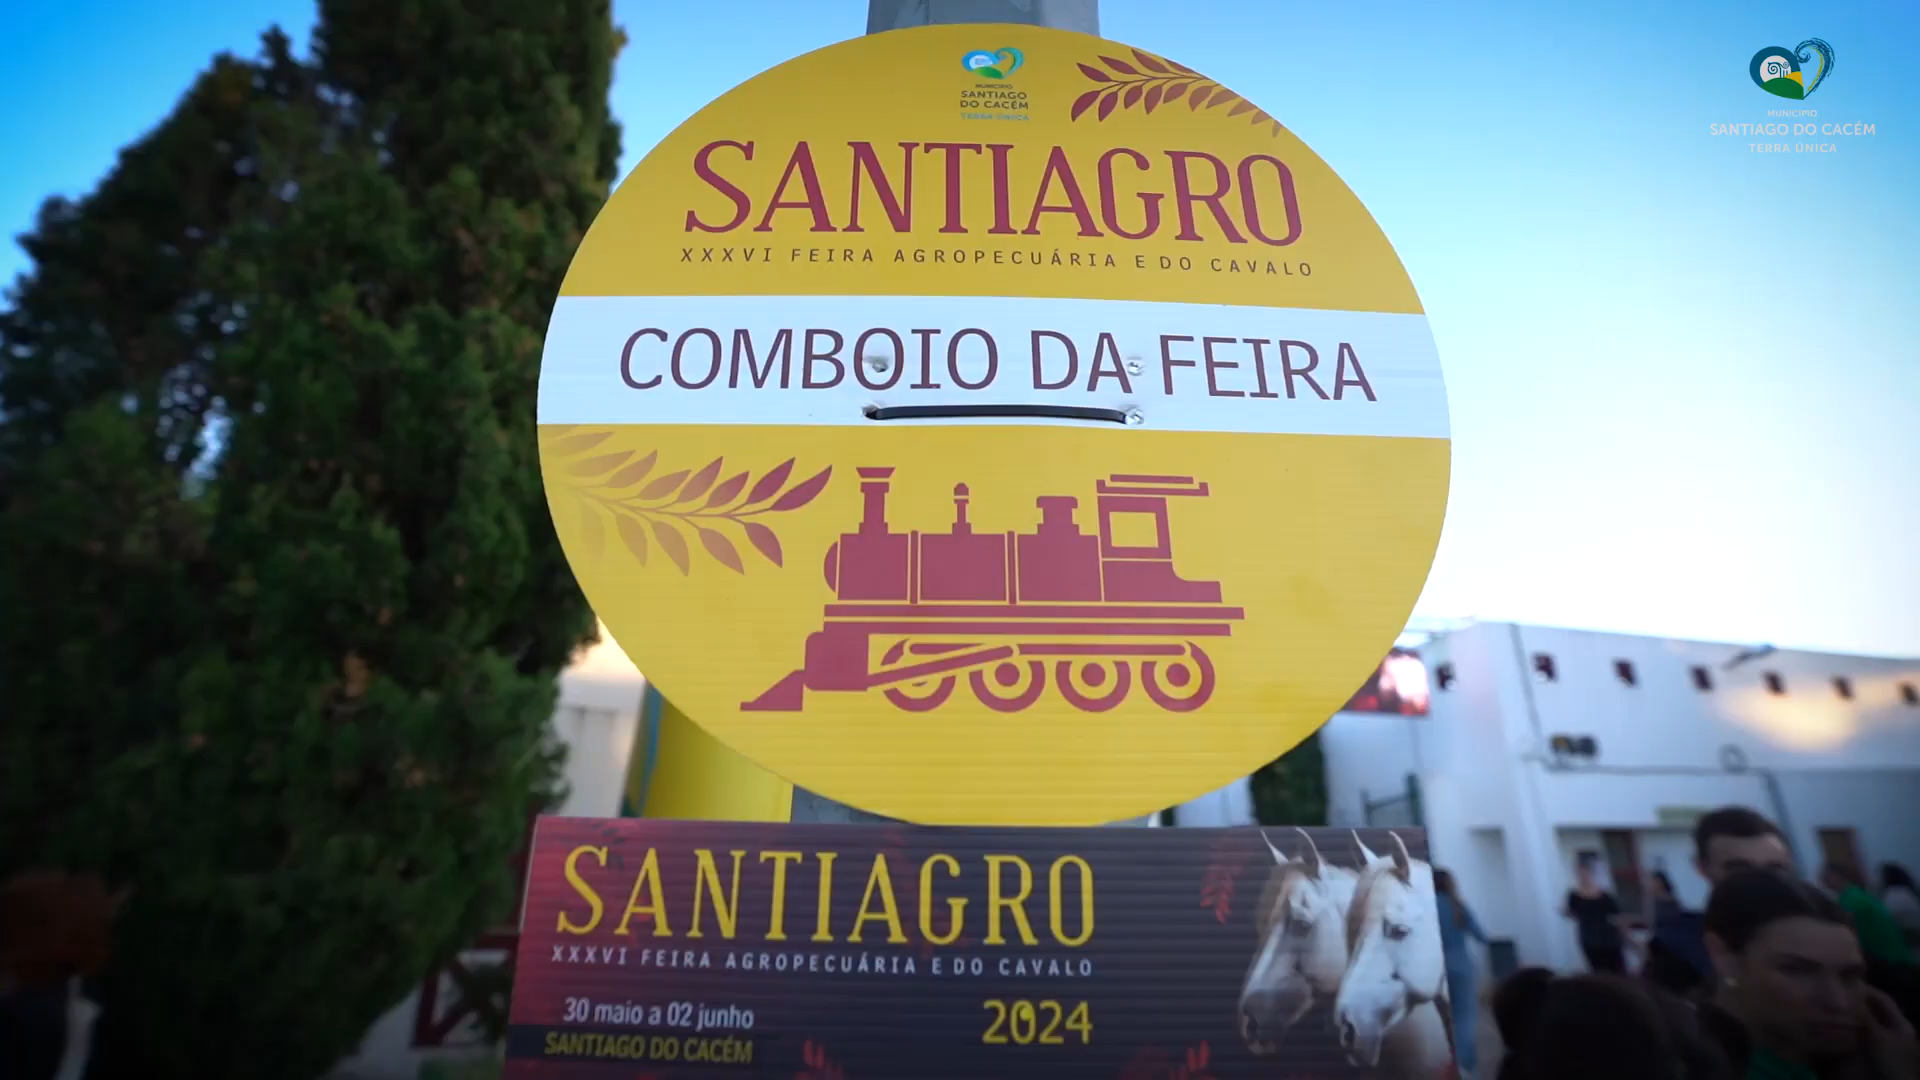 MUNICÍPIO
SANTIAGO
DO CACÉM
TERRA ÚNICA
SANTIAGRO
XXXVI FEIRA AGROPECUÁRIA E DO CAVALO
COMBOIO DA FEIRA
SANTIAGRO
XXXVI FEIRA AGROPECUÁRIA E DO CAVALO
30 maio a 02 junho
2024
SANTIAGO DO CACÉM
MUNICÍPIO
SANTIAGO DO CACÉM
TERRA ÚNICA